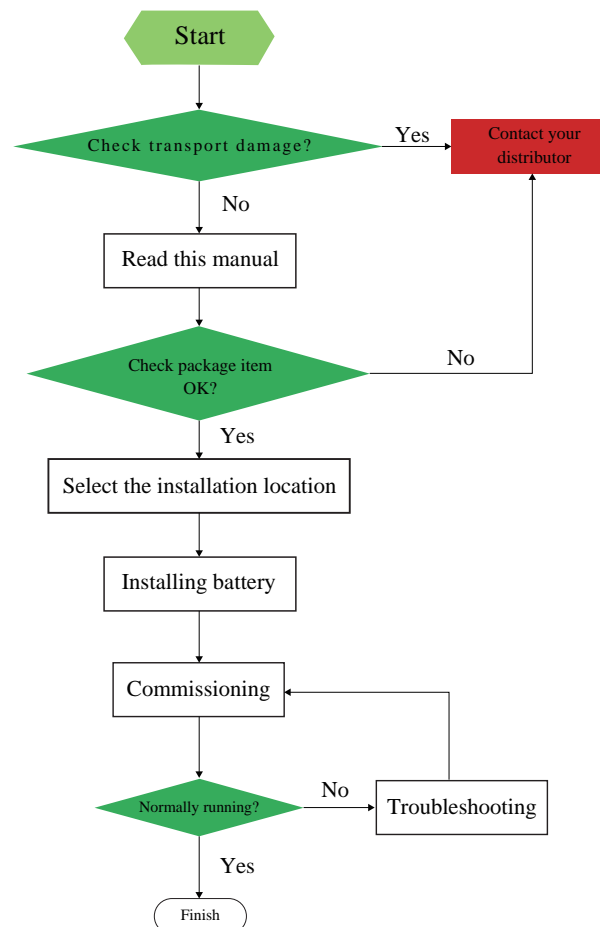 Start
Check transport damage?
Yes
Contact your
distributor
No
Read this manual
Check package item
OK?
No
Yes
Select the installation location
Installing battery
Commissioning
Normally running?
No
Troubleshooting
Yes
Finish